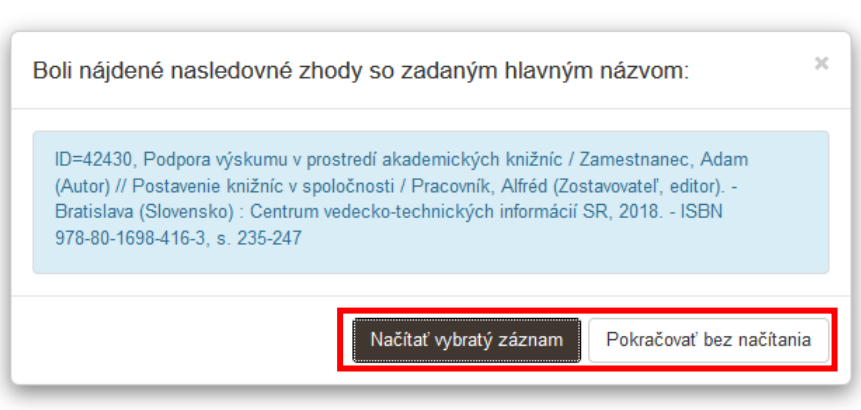 Boli nájdené nasledovné zhody so zadaným hlavným názvom:
×
ID=42430, Podpora výskumu v prostredí akademických knižníc / Zamestnanec, Adam
(Autor) // Postavenie knižníc v spoločnosti / Pracovník, Alfréd (Zostavovateľ, editor). -
Bratislava (Slovensko) : Centrum vedecko-technických informácií SR, 2018. - ISBN
978-80-1698-416-3, s. 235-247
Načítať vybratý záznam
Pokračovať bez načítania